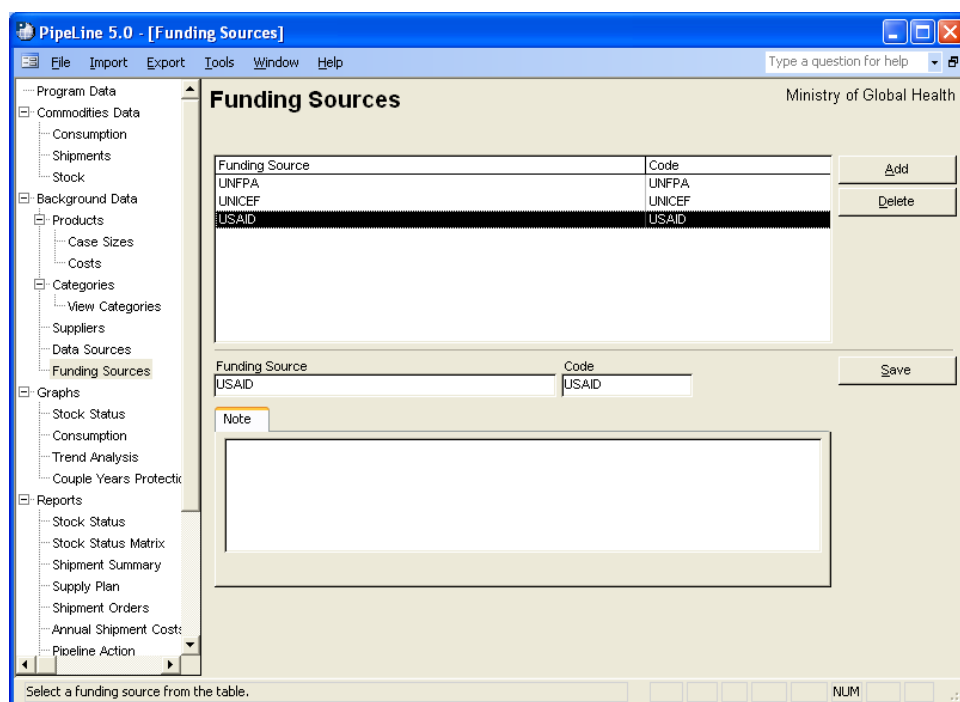 PipeLine 5.0 - [Funding Sources]
File Import Export Tools Window Help
Type a question for help
Program Data
Commodities Data
Consumption
Shipments
Stock
Background Data
Products
Case Sizes
Costs
Categories
View Categories
Suppliers
Data Sources
Funding Sources
Graphs
Stock Status
Consumption
Trend Analysis
Couple Years Protectic
Reports
Stock Status
Stock Status Matrix
Shipment Summary
Supply Plan
Shipment Orders
Annual Shipment Costs
Pipeline Action
Funding Sources
Ministry of Global Health
Funding Source Code
UNFPA UNFPA
UNICEF UNICEF
USAID USAID
Add
Delete
Funding Source Code
USAID USAID
Save
Note
Select a funding source from the table.
NUM